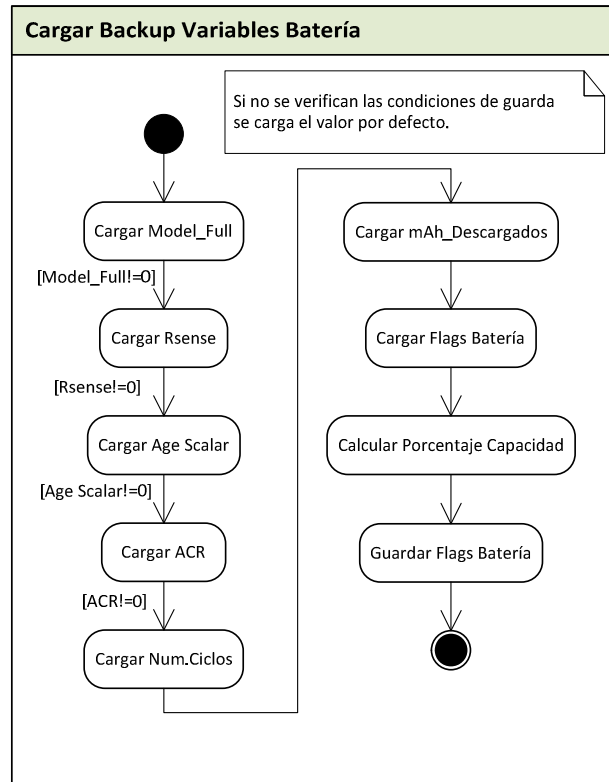 Cargar Backup Variables Batería
Si no se verifican las condiciones de guarda
se carga el valor por defecto.
Cargar Model_Full
[Model_Full!=0]
Cargar Rsense
[Rsense!=0]
Cargar Age Scalar
[Age Scalar!=0]
Cargar ACR
[ACR!=0]
Cargar Num.Ciclos
Cargar mAh_Descargados
Cargar Flags Batería
Calcular Porcentaje Capacidad
Guardar Flags Batería